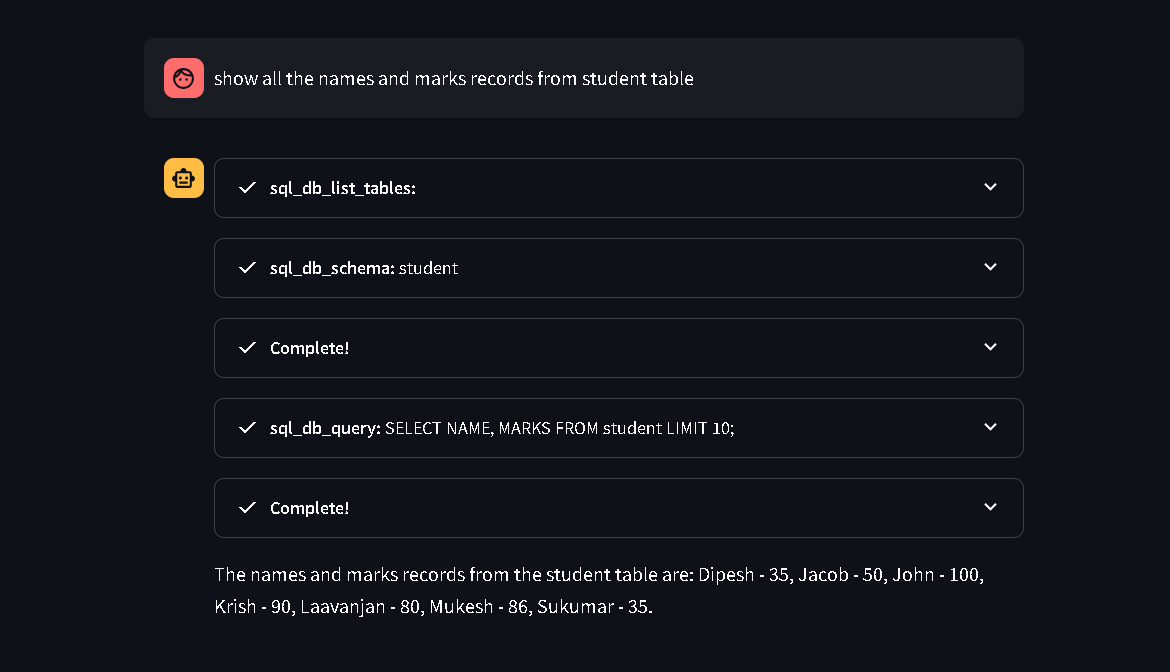 show all the names and marks records from student table
sql_db_list_tables:
sql_db_schema: student
Complete!
sql_db_query: SELECT NAME, MARKS FROM student LIMIT 10;
Complete!
The names and marks records from the student table are: Dipesh - 35, Jacob - 50, John - 100,
Krish - 90, Laavanjan - 80, Mukesh - 86, Sukumar - 35.